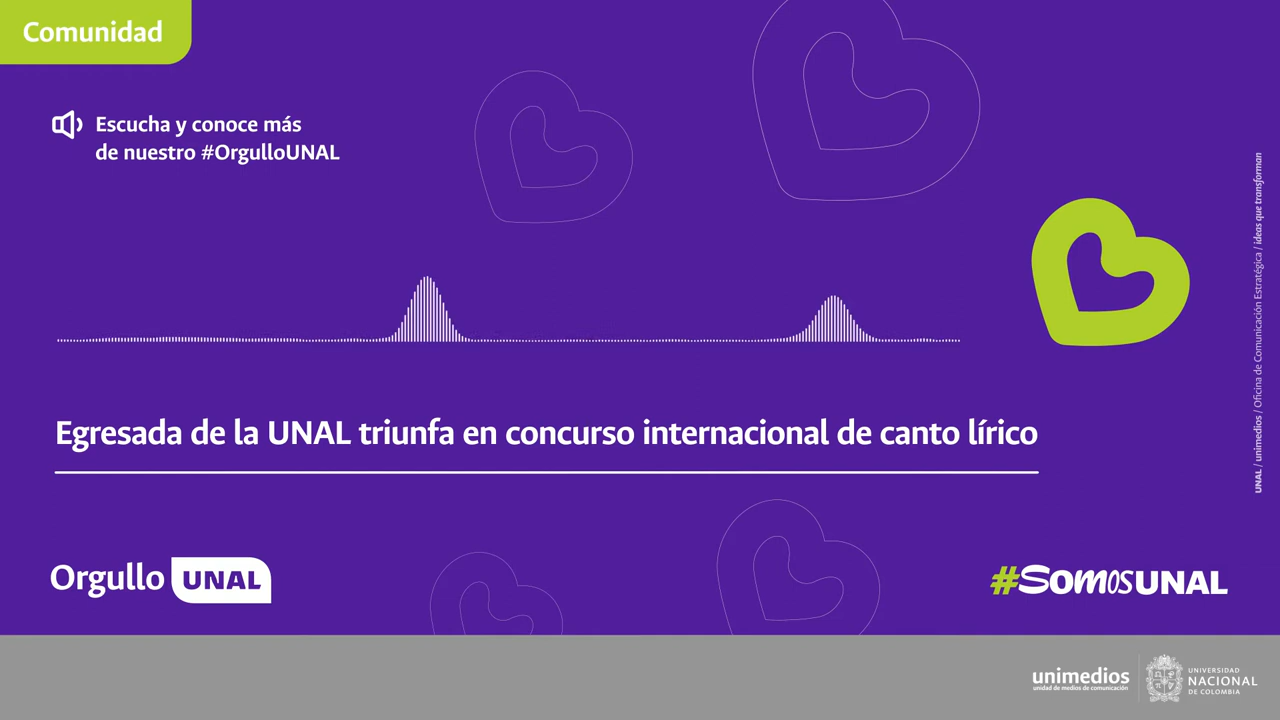 Comunidad
Escucha y conoce más
de nuestro #OrgulloUNAL
UNAL / unimedios / Oficina de Comunicación Estratégica / ideas que transforman
Egresada de la UNAL triunfa en concurso internacional de canto lírico
Orgullo UNAL
#SomosUNAL
unimedios
unidad de medios de comunicación
UNIVERSIDAD
NACIONAL
DE COLOMBIA